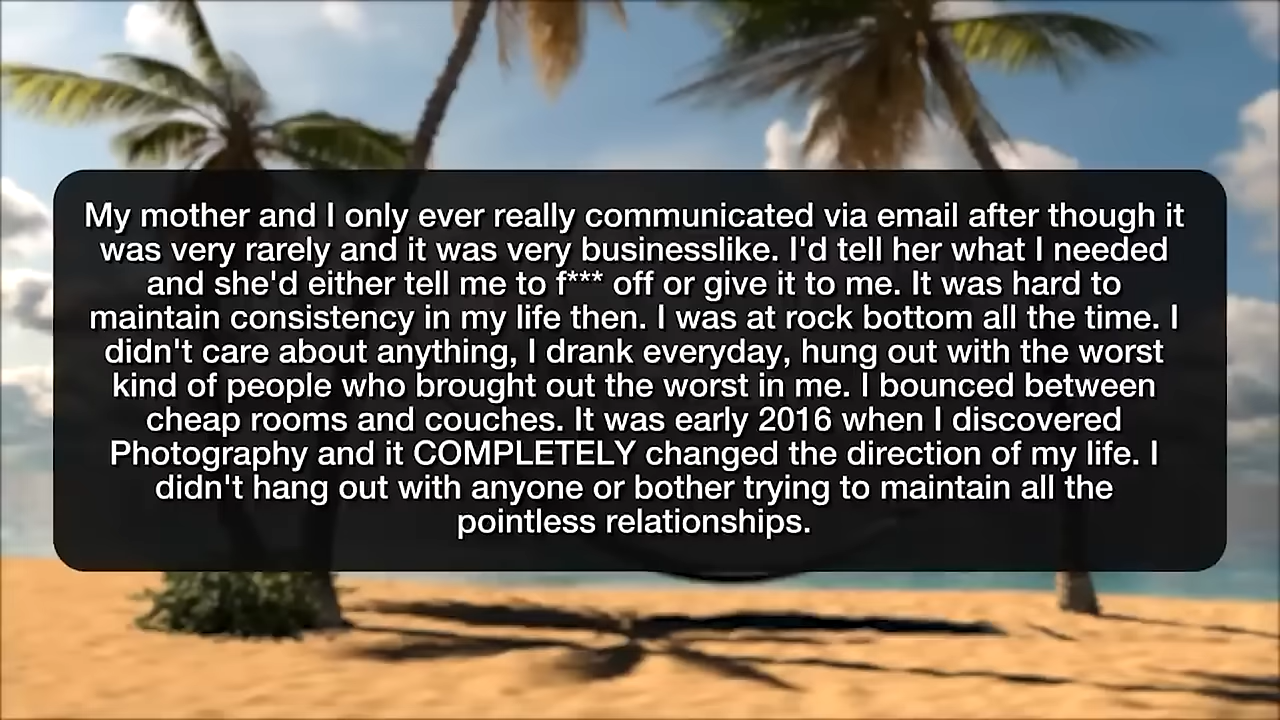 My mother and I only ever really communicated via email after though it
was very rarely and it was very businesslike. I'd tell her what I needed
and she'd either tell me to f*** off or give it to me. It was hard to
maintain consistency in my life then. I was at rock bottom all the time. I
didn't care about anything, I drank everyday, hung out with the worst
kind of people who brought out the worst in me. I bounced between
cheap rooms and couches. It was early 2016 when I discovered
Photography and it COMPLETELY changed the direction of my life. I
didn't hang out with anyone or bother trying to maintain all the
pointless relationships.